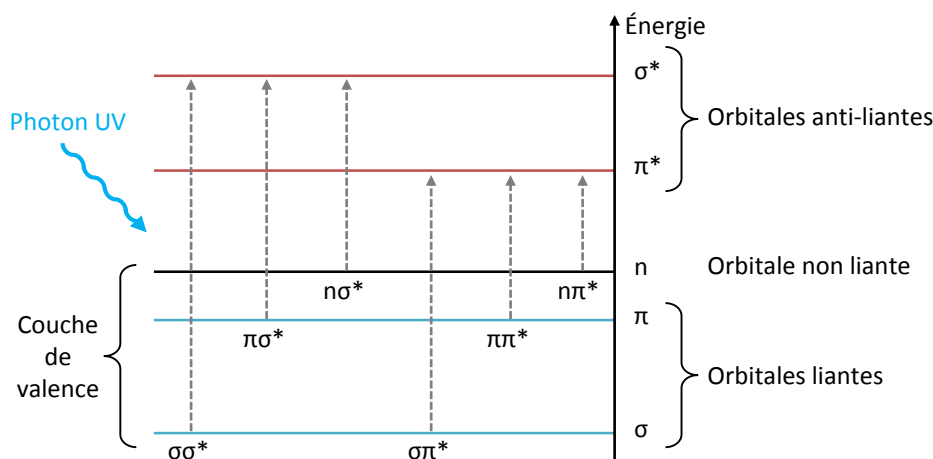 Énergie
σ*
Orbitales anti-liantes
Photon UV
π*
n
Orbitale non liante
nσ*
nπ*
Couche
de
valence
π
πσ*
ππ*
Orbitales liantes
σ
σσ*
σπ*